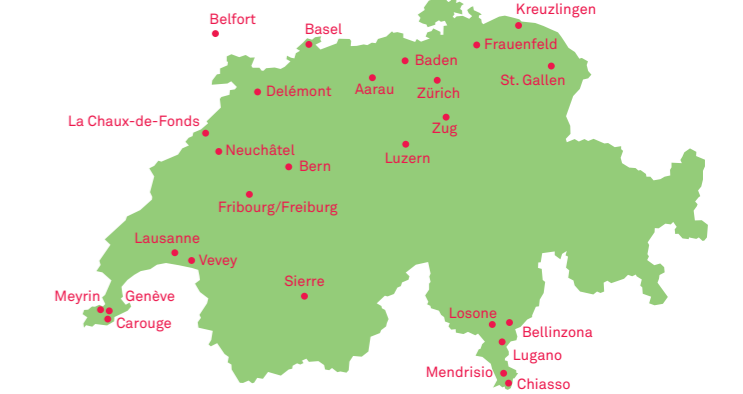 Kreuzlingen
Belfort
Basel
Frauenfeld
Baden
St. Gallen
Delémont
Aarau
Zürich
La Chaux-de-Fonds
Zug
Neuchâtel
Luzern
Bern
Fribourg/Freiburg
Lausanne
Vevey
Sierre
Meyrin
Genève
Carouge
Losone
Bellinzona
Lugano
Mendrisio
Chiasso